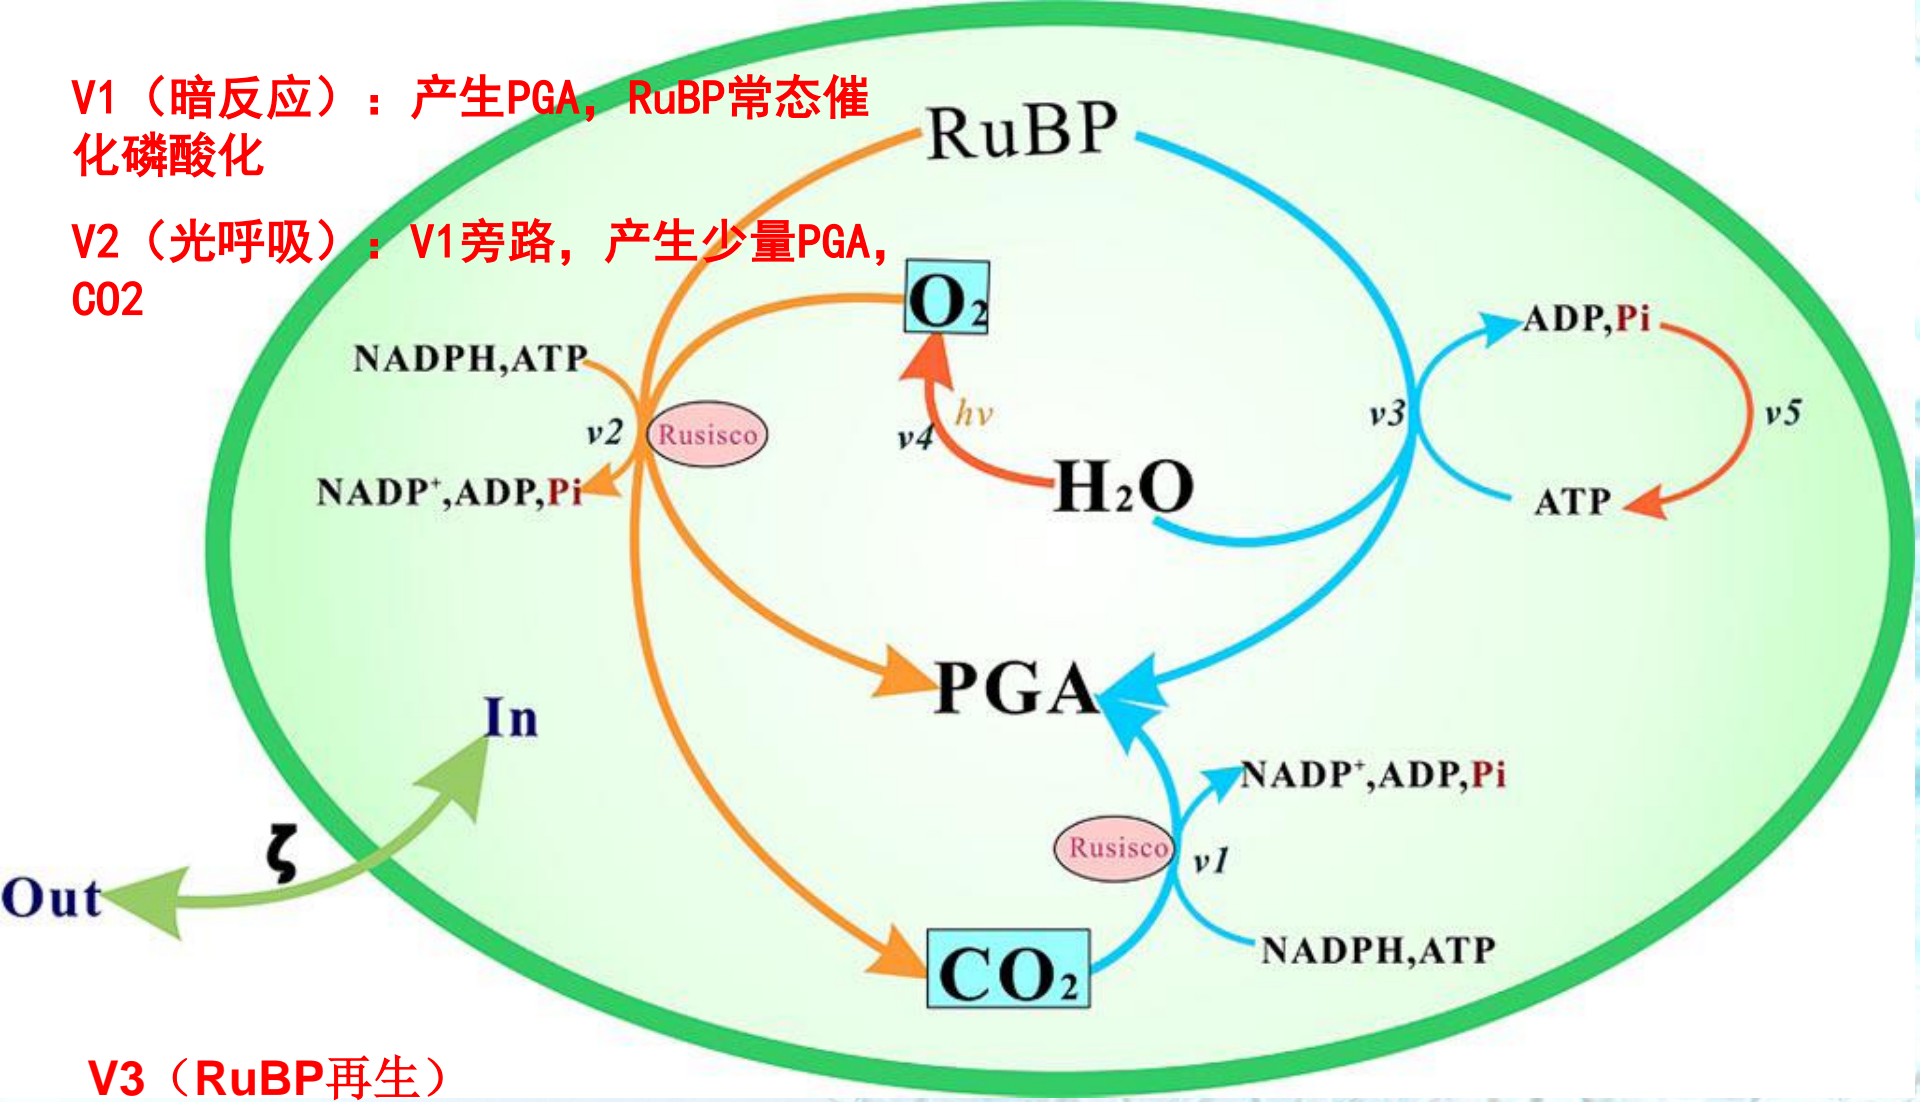 V1（暗反应）：产生PGA，RuBP常态催
化磷酸化
V2（光呼吸）：V1旁路，产生少量PGA，
CO2
RuBP
O₂
NADPH,ATP
ADP,Pi
hν
v2
Rusisco
v4
v3
v5
NADP⁺,ADP,Pi
H₂O
ATP
PGA
In
NADP⁺,ADP,Pi
ζ
Rusisco
v1
Out
NADPH,ATP
CO₂
V3（RuBP再生）